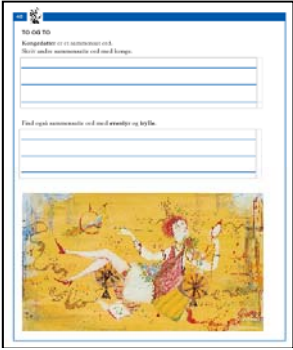 TO OG TO
Kongedatter er et sammensat ord.
Skriv andre sammensatte ord med konge.
Find også sammensatte ord med eventyr og trylle.